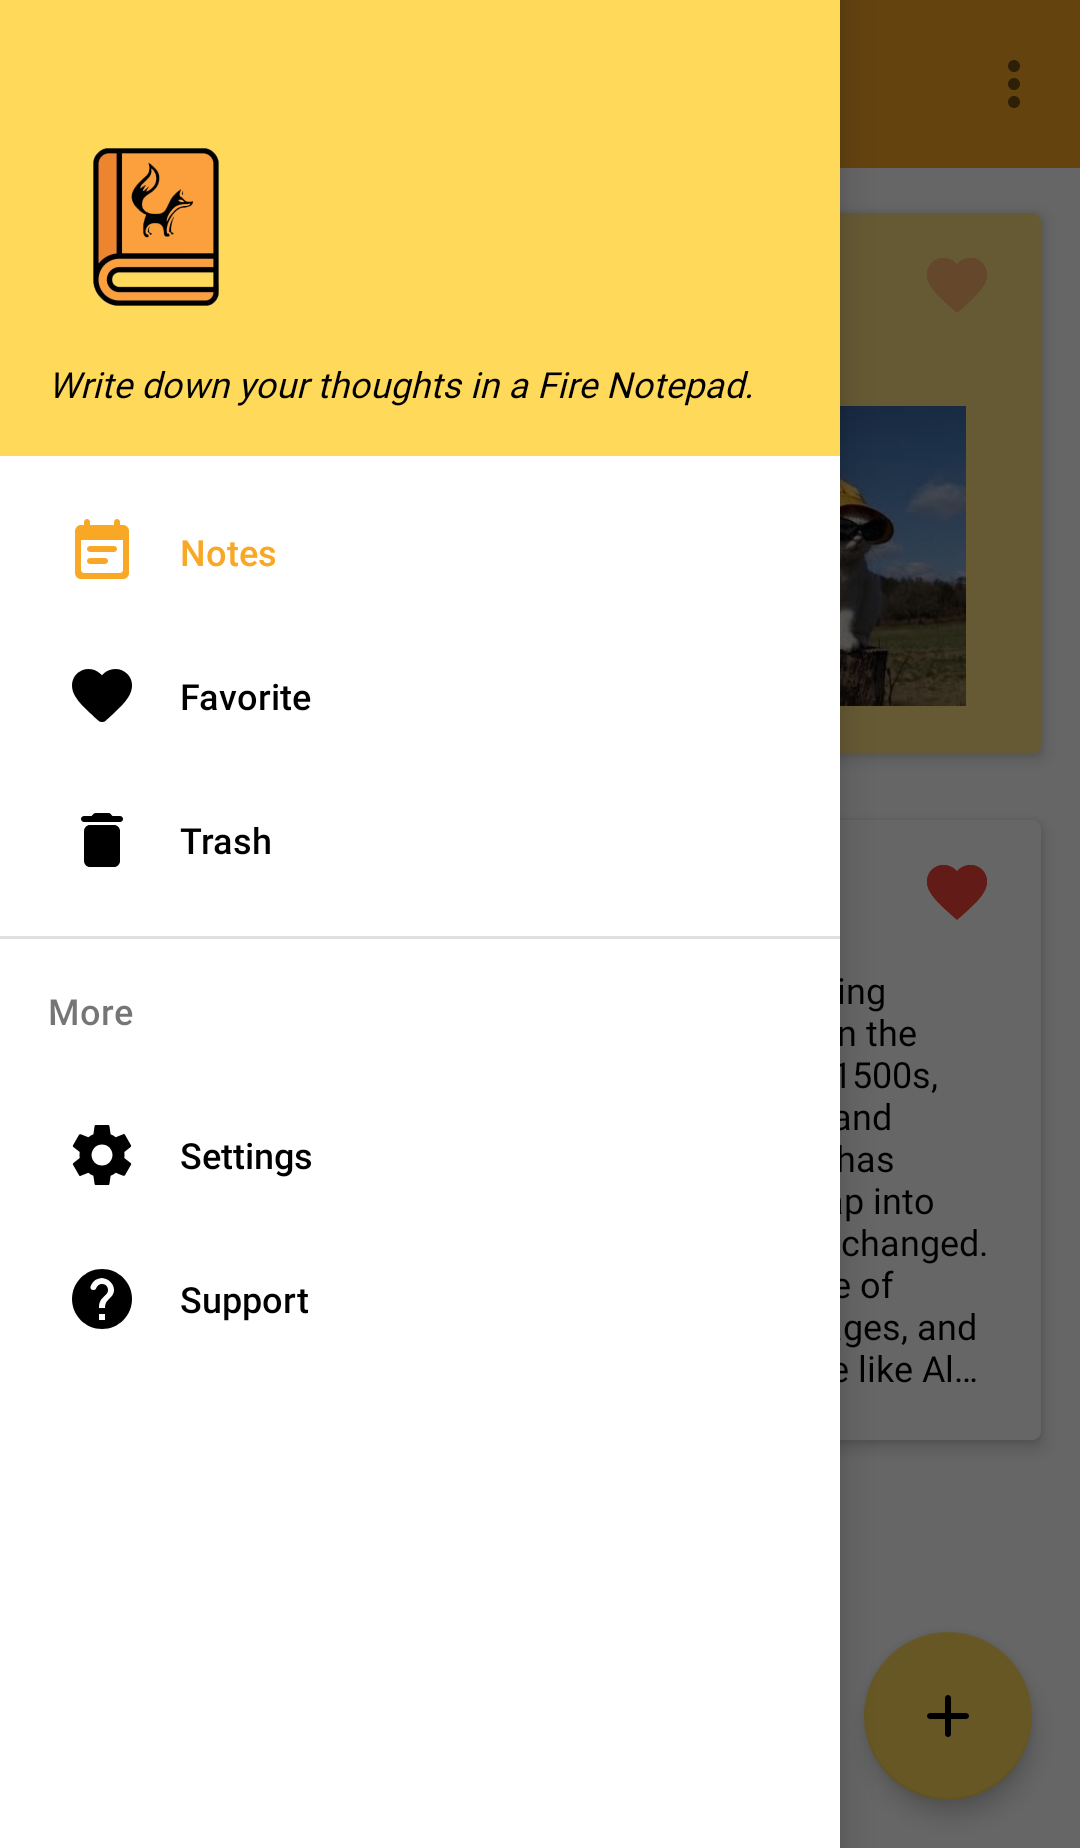 Write down your thoughts in a Fire Notepad.
Notes
Favorite
Trash
More
Settings
Support
ing
n the
1500s,
and
has
p into
changed.
e of
ges, and
e like Al...